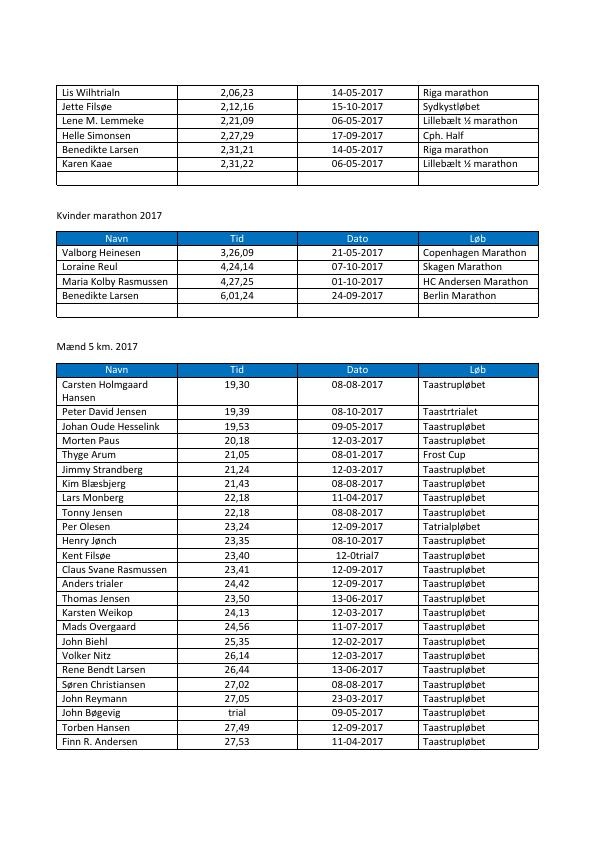 Lis Wilhtrialn 2,06,23 14-05-2017 Riga marathon
Jette Filsøe 2,12,16 15-10-2017 Sydkystløbet
Lene M. Lemmeke 2,21,09 06-05-2017 Lillebælt ½ marathon
Helle Simonsen 2,27,29 17-09-2017 Cph. Half
Benedikte Larsen 2,31,21 14-05-2017 Riga marathon
Karen Kaae 2,31,22 06-05-2017 Lillebælt ½ marathon
Kvinder marathon 2017
Navn Tid Dato Løb
Valborg Heinesen 3,26,09 21-05-2017 Copenhagen Marathon
Loraine Reul 4,24,14 07-10-2017 Skagen Marathon
Maria Kolby Rasmussen 4,27,25 01-10-2017 HC Andersen Marathon
Benedikte Larsen 6,01,24 24-09-2017 Berlin Marathon
Mænd 5 km. 2017
Navn Tid Dato Løb
Carsten Holmgaard 19,30 08-08-2017 Taastrupløbet
Hansen
Peter David Jensen 19,39 08-10-2017 Taastrtrialet
Johan Oude Hesselink 19,53 09-05-2017 Taastrupløbet
Morten Paus 20,18 12-03-2017 Taastrupløbet
Thyge Arum 21,05 08-01-2017 Frost Cup
Jimmy Strandberg 21,24 12-03-2017 Taastrupløbet
Kim Blæsbjerg 21,43 08-08-2017 Taastrupløbet
Lars Monberg 22,18 11-04-2017 Taastrupløbet
Tonny Jensen 22,18 08-08-2017 Taastrupløbet
Per Olesen 23,24 12-09-2017 Tatrialpløbet
Henry Jønch 23,35 08-10-2017 Taastrupløbet
Kent Filsøe 23,40 12-0trial7 Taastrupløbet
Claus Svane Rasmussen 23,41 12-09-2017 Taastrupløbet
Anders trialer 24,42 12-09-2017 Taastrupløbet
Thomas Jensen 23,50 13-06-2017 Taastrupløbet
Karsten Weikop 24,13 12-03-2017 Taastrupløbet
Mads Overgaard 24,56 11-07-2017 Taastrupløbet
John Biehl 25,35 12-02-2017 Taastrupløbet
Volker Nitz 26,14 12-03-2017 Taastrupløbet
Rene Bendt Larsen 26,44 13-06-2017 Taastrupløbet
Søren Christiansen 27,02 08-08-2017 Taastrupløbet
John Reymann 27,05 23-03-2017 Taastrupløbet
John Bøgevig trial 09-05-2017 Taastrupløbet
Torben Hansen 27,49 12-09-2017 Taastrupløbet
Finn R. Andersen 27,53 11-04-2017 Taastrupløbet